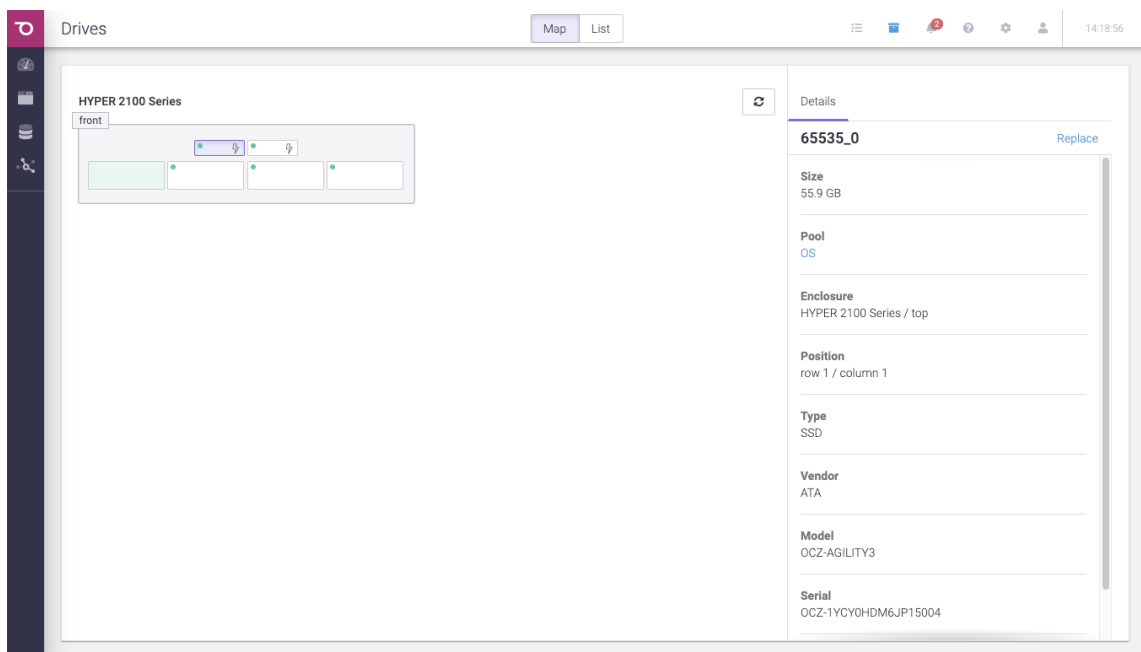 Drives
Map
List
2
14:18:56
HYPER 2100 Series
front
Details
65535_0
Replace
Size
55.9 GB
Pool
OS
Enclosure
HYPER 2100 Series / top
Position
row 1 / column 1
Type
SSD
Vendor
ATA
Model
OCZ-AGILITY3
Serial
OCZ-1YCY0HDM6JP15004